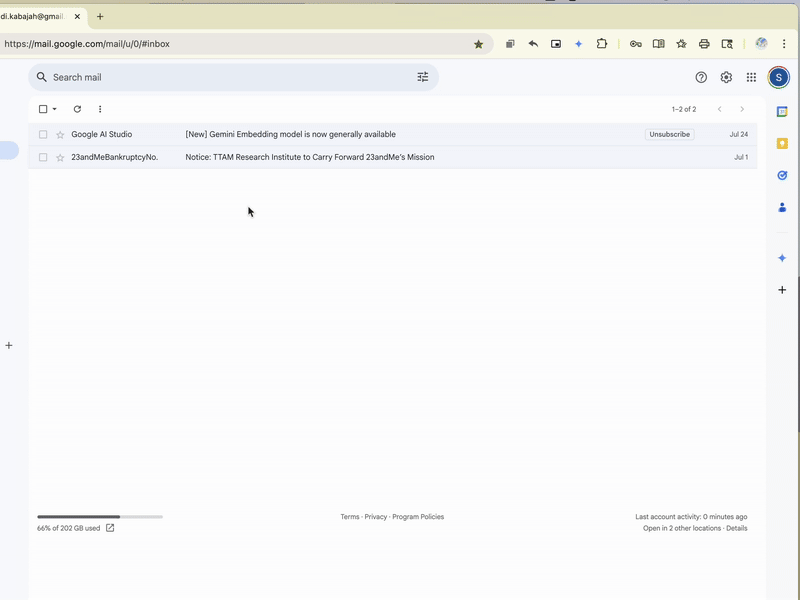 di.kabajah@gmail.
https://mail.google.com/mail/u/0/#inbox
Search mail
S
1–2 of 2
Google AI Studio [New] Gemini Embedding model is now generally available Unsubscribe Jul 24
23andMeBankruptcyNo. Notice: TTAM Research Institute to Carry Forward 23andMe's Mission Jul 1
66% of 202 GB used
Terms · Privacy · Program Policies
Last account activity: 0 minutes ago
Open in 2 other locations · Details